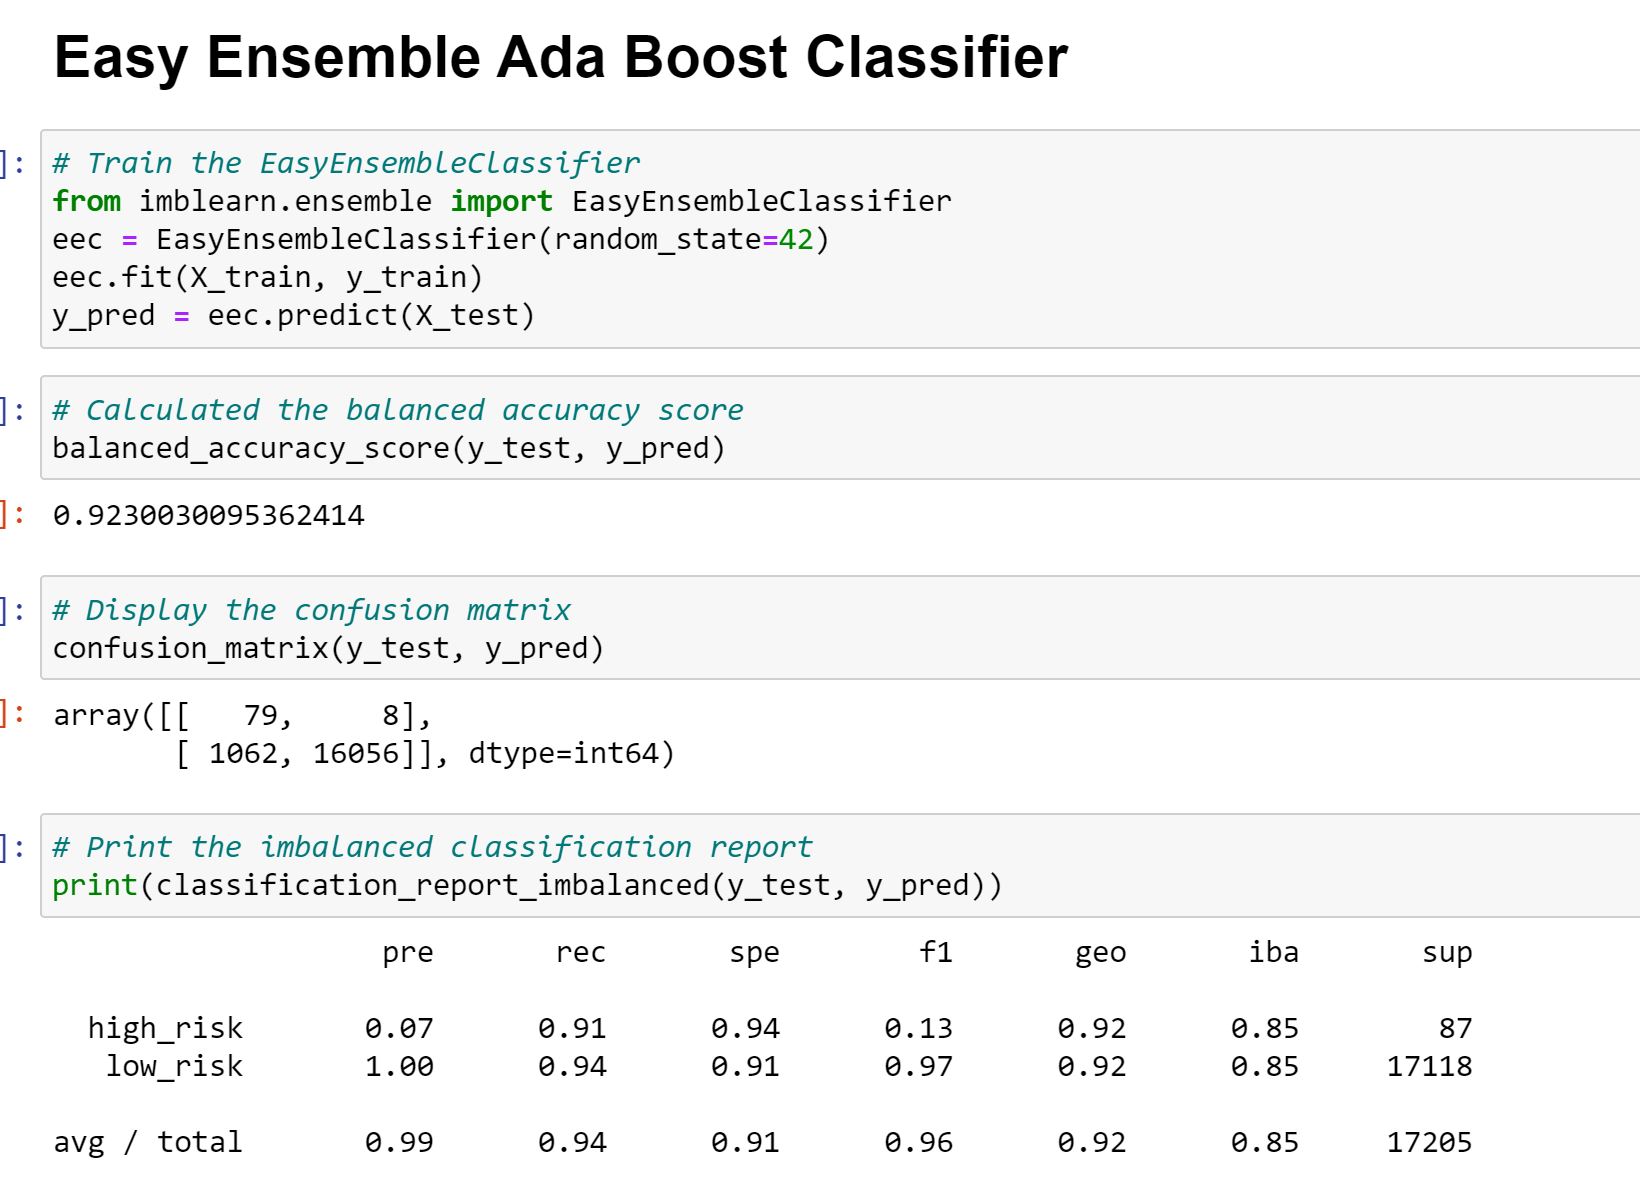 Easy Ensemble Ada Boost Classifier
]: # Train the EasyEnsembleClassifier
from imblearn.ensemble import EasyEnsembleClassifier
eec = EasyEnsembleClassifier(random_state=42)
eec.fit(X_train, y_train)
y_pred = eec.predict(X_test)
]: # Calculated the balanced accuracy score
balanced_accuracy_score(y_test, y_pred)
]: 0.9230030095362414
]: # Display the confusion matrix
confusion_matrix(y_test, y_pred)
]: array([[   79,     8],
       [ 1062, 16056]], dtype=int64)
]: # Print the imbalanced classification report
print(classification_report_imbalanced(y_test, y_pred))
pre rec spe f1 geo iba sup
high_risk 0.07 0.91 0.94 0.13 0.92 0.85 87
low_risk 1.00 0.94 0.91 0.97 0.92 0.85 17118
avg / total 0.99 0.94 0.91 0.96 0.92 0.85 17205